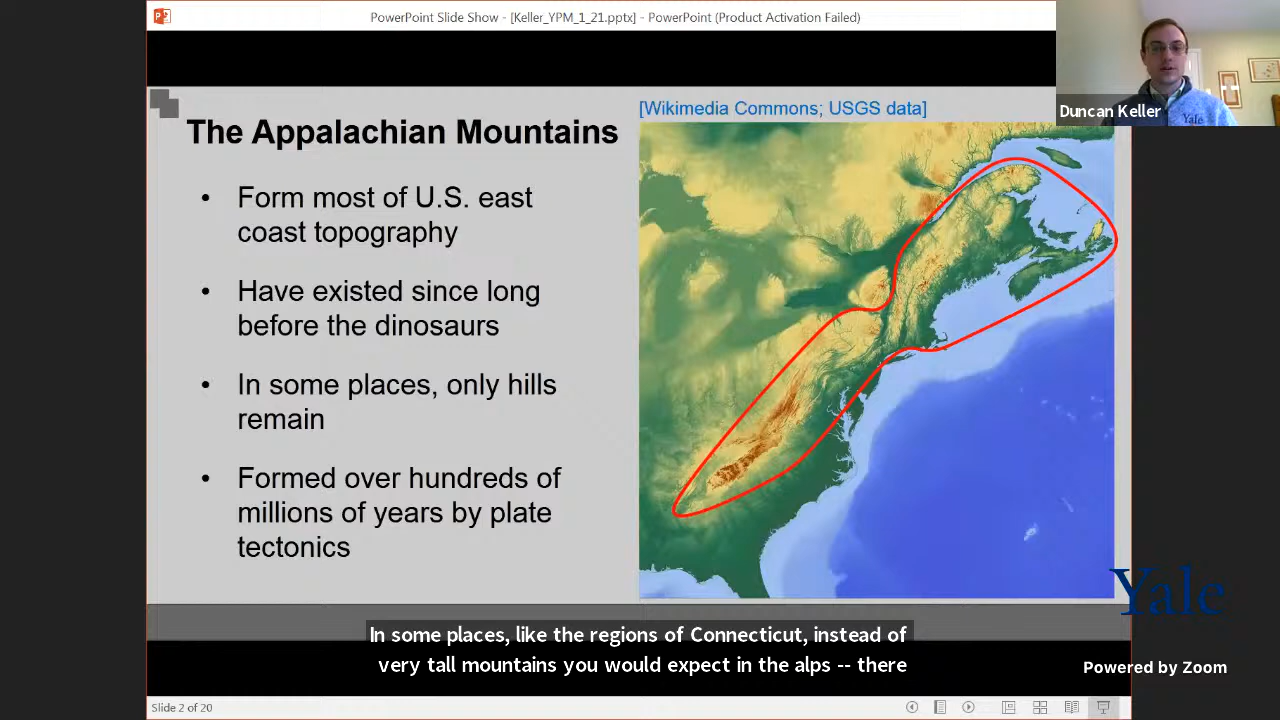 PowerPoint Slide Show - [Keller_YPM_1_21.pptx] - PowerPoint (Product Activation Failed)
Duncan Keller
Yale
[Wikimedia Commons; USGS data]
The Appalachian Mountains
• Form most of U.S. east
coast topography
• Have existed since long
before the dinosaurs
• In some places, only hills
remain
• Formed over hundreds of
millions of years by plate
tectonics
Yale
In some places, like the regions of Connecticut, instead of
very tall mountains you would expect in the alps -- there
Powered by Zoom
Slide 2 of 20